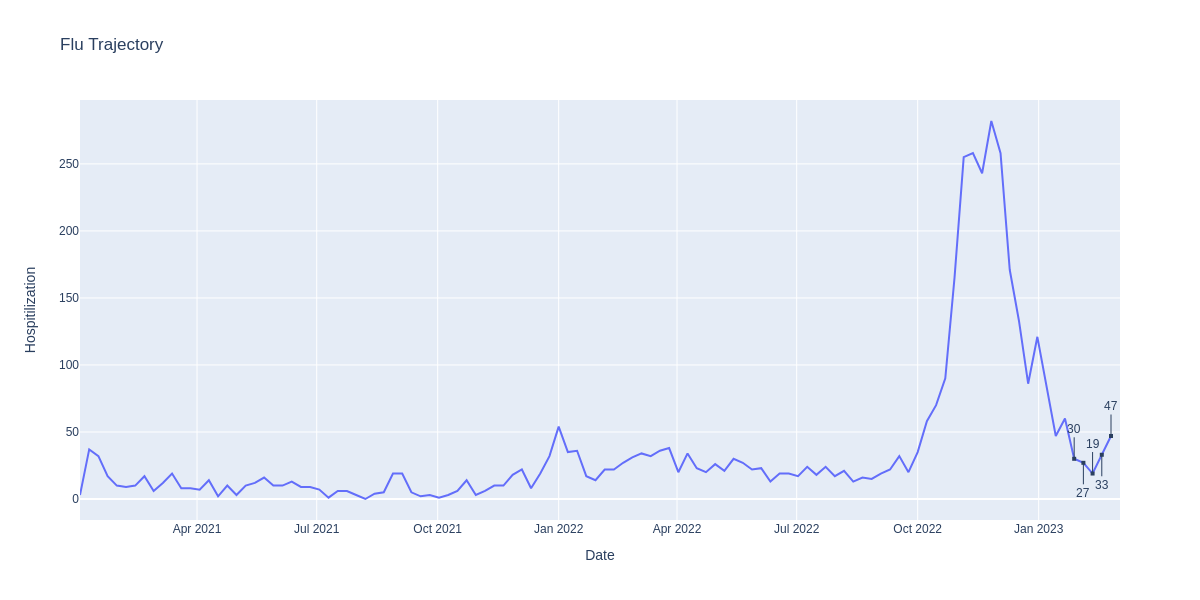 Flu Trajectory
250
200
150
100
50
0
Hospitilization
30
27
19
33
47
Apr 2021
Jul 2021
Oct 2021
Jan 2022
Apr 2022
Jul 2022
Oct 2022
Jan 2023
Date